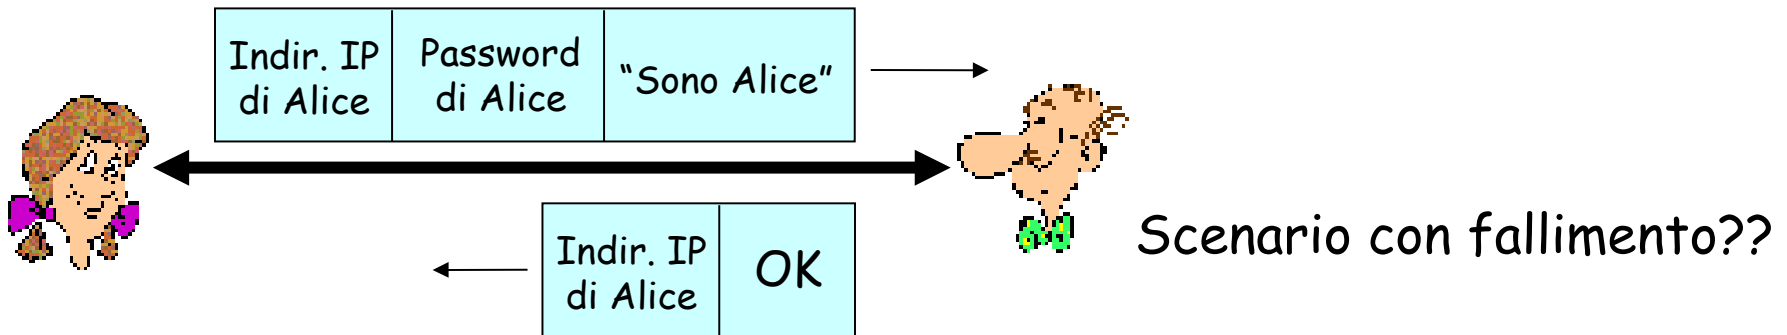 Indir. IP
di Alice
Password
di Alice
“Sono Alice”
Indir. IP
di Alice
OK
Scenario con fallimento??